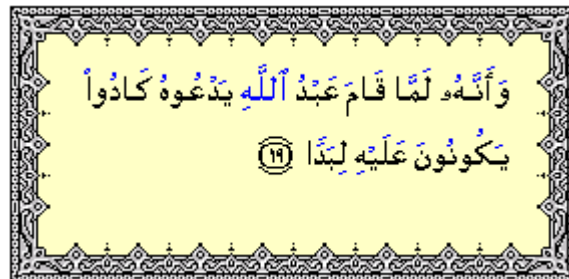 وَأَنَّهُۥ لَمَّا قَامَ عَبْدُ ٱللَّهِ يَدْعُوهُ كَادُوا۟
يَكُونُونَ عَلَيْهِ لِبَدًا ١٩